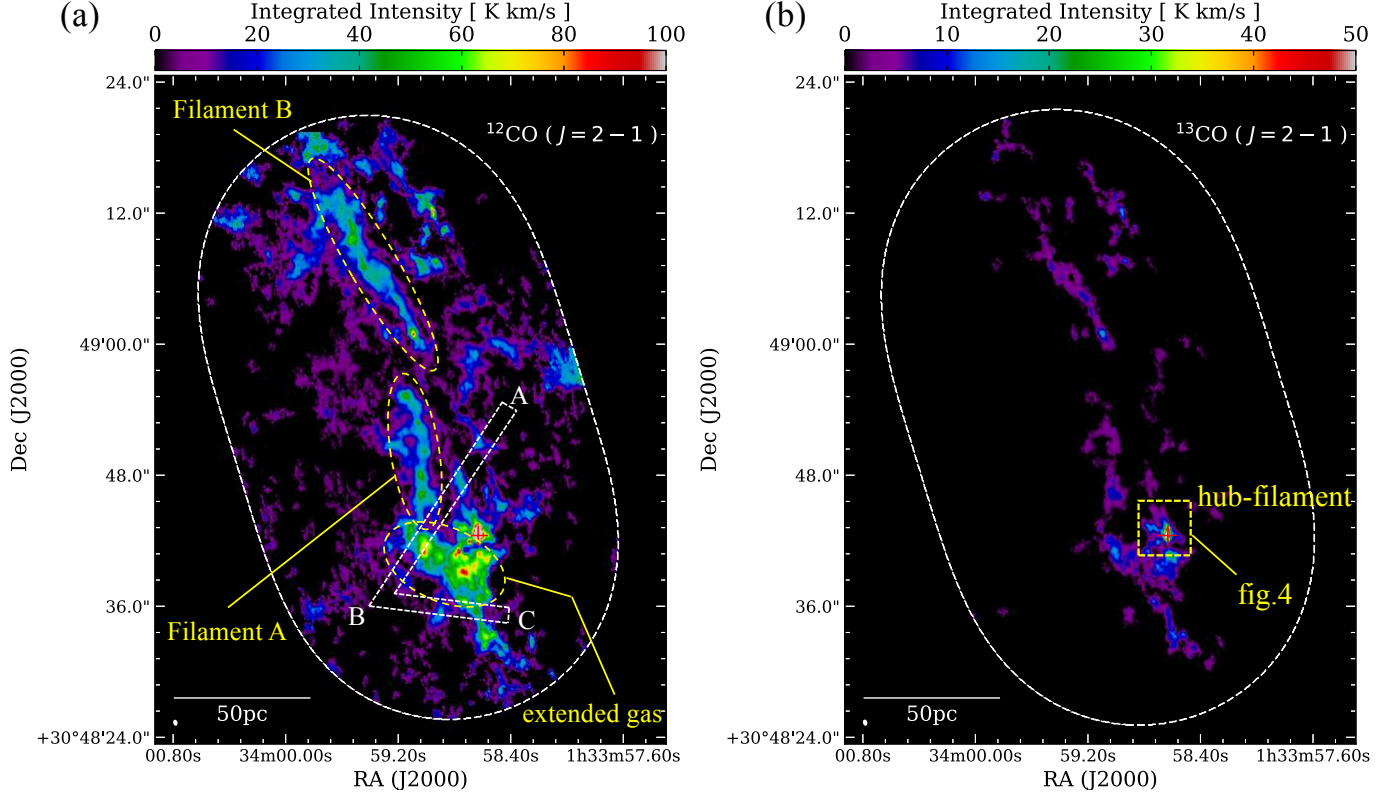 (a)
Integrated Intensity [ K km/s ]
0 20 40 60 80 100
24.0"
12.0"
49'00.0"
48.0"
36.0"
+30°48'24.0"
Dec (J2000)
Filament B
¹²CO ( J = 2 − 1 )
A
B
C
Filament A
extended gas
50pc
00.80s 34m00.00s 59.20s 58.40s 1h33m57.60s
RA (J2000)
(b)
Integrated Intensity [ K km/s ]
0 10 20 30 40 50
24.0"
12.0"
49'00.0"
48.0"
36.0"
+30°48'24.0"
Dec (J2000)
¹³CO ( J = 2 − 1 )
hub-filament
fig.4
50pc
00.80s 34m00.00s 59.20s 58.40s 1h33m57.60s
RA (J2000)